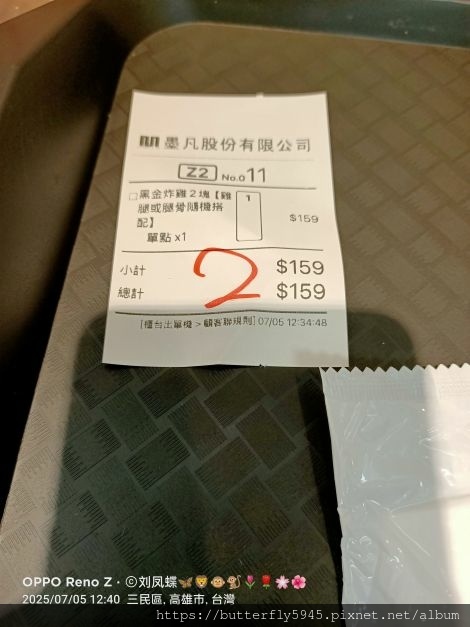 墨凡股份有限公司
Z2 No.011
黑金炸雞2塊【雞
腿或腿骨隨機搭
配】
1
$159
單點 x1
小計 $159
總計 $159
2
[櫃台出單機 > 顧客聯規則] 07/05 12:34:48
OPPO Reno Z · ©刘凤蝶🦋🦁🐵🐒🌷🌹🌸🌺
2025/07/05 12:40 三民區, 高雄市, 台灣
https://butterfly5945.pixnet.net/album